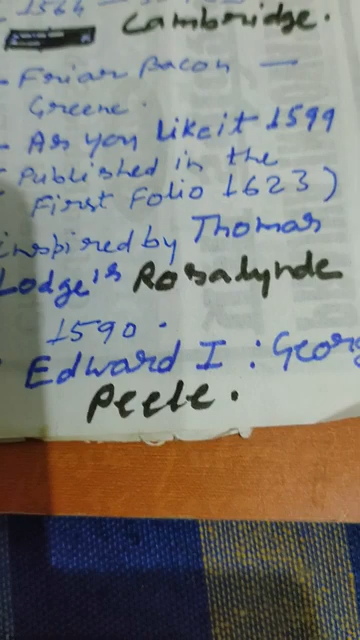 1564 — Cambridge.
- Friar Bacon —
Greene.
- As you like it 1599
(Published in the
First Folio 1623)
inspired by Thomas
Lodge's Rosalynde
1590.
Edward I : Georg
Peele.